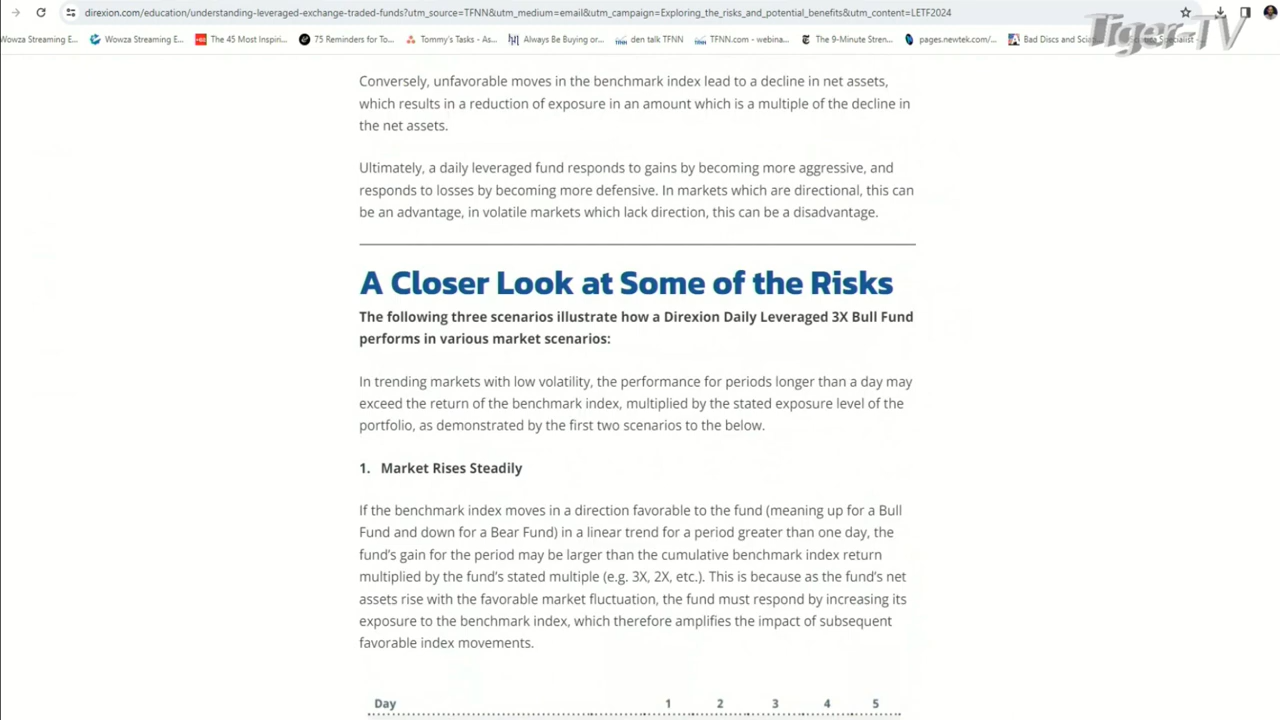 direxion.com/education/understanding-leveraged-exchange-traded-funds?utm_source=TFNN&utm_medium=email&utm_campaign=Exploring_the_risks_and_potential_benefits&utm_content=LETF2024
Tiger-TV
Wowza Streaming E... Wowza Streaming E... The 45 Most Inspiri... 75 Reminders for To... Tommy's Tasks - As... Always Be Buying or... den talk TFNN TFNN.com - webina... The 9-Minute Stren... pages.newtek.com/... Bad Discs and Scia Specialist
Conversely, unfavorable moves in the benchmark index lead to a decline in net assets,
which results in a reduction of exposure in an amount which is a multiple of the decline in
the net assets.
Ultimately, a daily leveraged fund responds to gains by becoming more aggressive, and
responds to losses by becoming more defensive. In markets which are directional, this can
be an advantage, in volatile markets which lack direction, this can be a disadvantage.
A Closer Look at Some of the Risks
The following three scenarios illustrate how a Direxion Daily Leveraged 3X Bull Fund
performs in various market scenarios:
In trending markets with low volatility, the performance for periods longer than a day may
exceed the return of the benchmark index, multiplied by the stated exposure level of the
portfolio, as demonstrated by the first two scenarios to the below.
1. Market Rises Steadily
If the benchmark index moves in a direction favorable to the fund (meaning up for a Bull
Fund and down for a Bear Fund) in a linear trend for a period greater than one day, the
fund's gain for the period may be larger than the cumulative benchmark index return
multiplied by the fund's stated multiple (e.g. 3X, 2X, etc.). This is because as the fund's net
assets rise with the favorable market fluctuation, the fund must respond by increasing its
exposure to the benchmark index, which therefore amplifies the impact of subsequent
favorable index movements.
Day 1 2 3 4 5